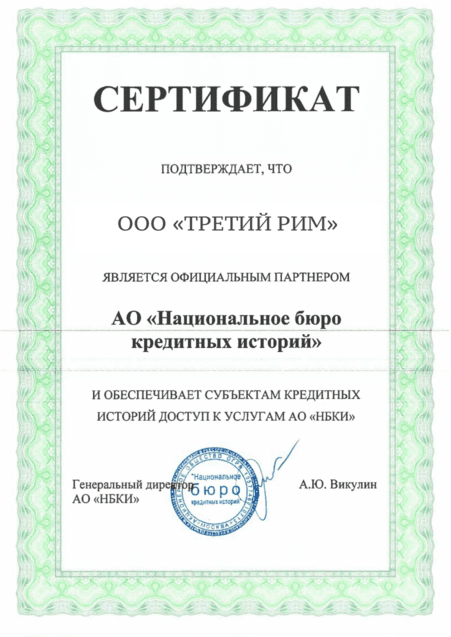 СЕРТИФИКАТ
ПОДТВЕРЖДАЕТ, ЧТО
ООО «ТРЕТИЙ РИМ»
ЯВЛЯЕТСЯ ОФИЦИАЛЬНЫМ ПАРТНЕРОМ
АО «Национальное бюро
кредитных историй»
И ОБЕСПЕЧИВАЕТ СУБЪЕКТАМ КРЕДИТНЫХ
ИСТОРИЙ ДОСТУП К УСЛУГАМ АО «НБКИ»
Генеральный директор
АО «НБКИ»
"Национальное
бюро
кредитных историй"
МОСКВА
А.Ю. Викулин